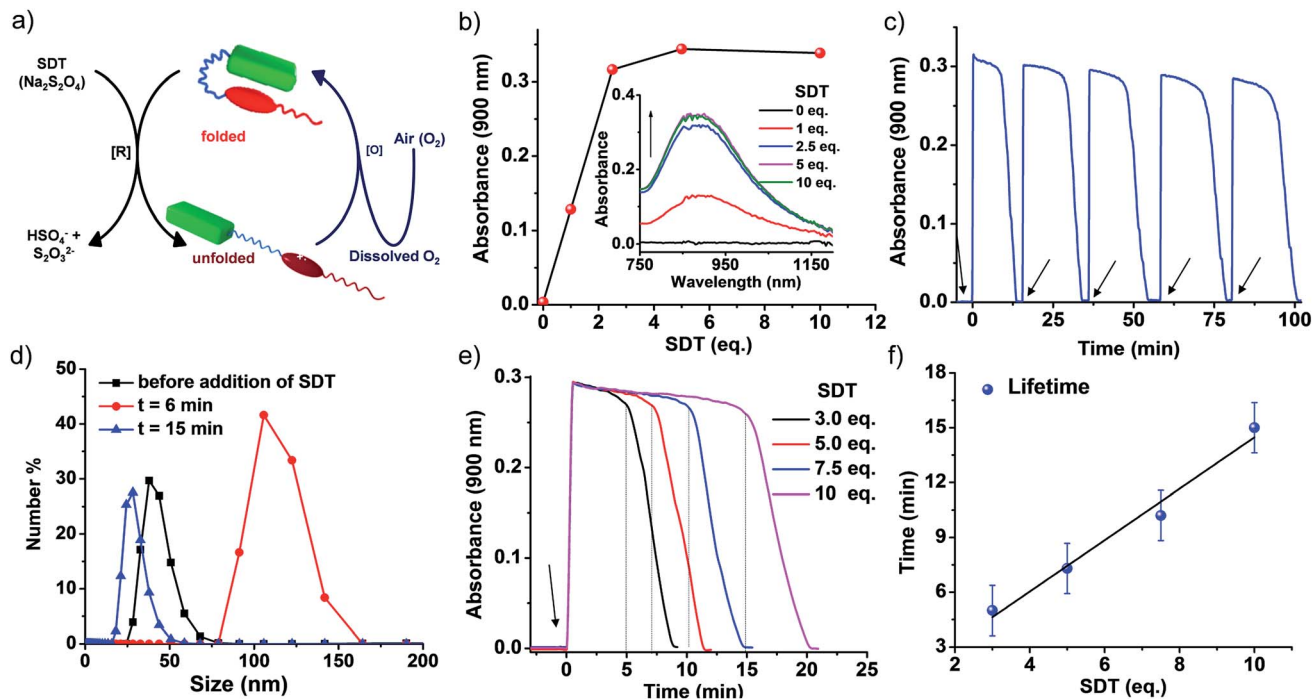 a)
SDT
(Na₂S₂O₄)
folded
[R]
[O]
Air (O₂)
HSO₄⁻ +
S₂O₃²⁻
unfolded
Dissolved O₂
b)
Absorbance (900 nm)
0.3
0.2
0.1
0.0
0 2 4 6 8 10 12
SDT (eq.)
Absorbance
0.4
0.2
0.0
750 950 1150
Wavelength (nm)
SDT
0 eq.
1 eq.
2.5 eq.
5 eq.
10 eq.
c)
Absorbance (900 nm)
0.3
0.2
0.1
0.0
0 25 50 75 100
Time (min)
d)
Number %
50
40
30
20
10
0
0 50 100 150 200
Size (nm)
before addition of SDT
t = 6 min
t = 15 min
e)
Absorbance (900 nm)
0.3
0.2
0.1
0.0
0 5 10 15 20 25
Time (min)
SDT
3.0 eq.
5.0 eq.
7.5 eq.
10 eq.
f)
Time (min)
18
15
12
9
6
3
2 4 6 8 10
SDT (eq.)
Lifetime